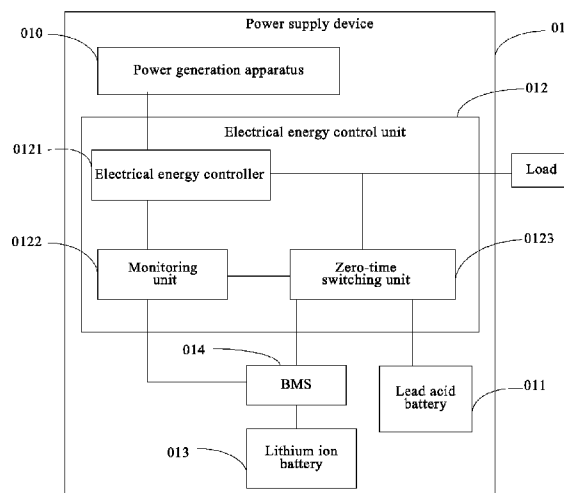 Power supply device
010
Power generation apparatus
01
012
Electrical energy control unit
0121
Electrical energy controller
Load
0122
Monitoring
unit
Zero-time
switching unit
0123
014
BMS
Lead acid
battery
011
013
Lithium ion
battery